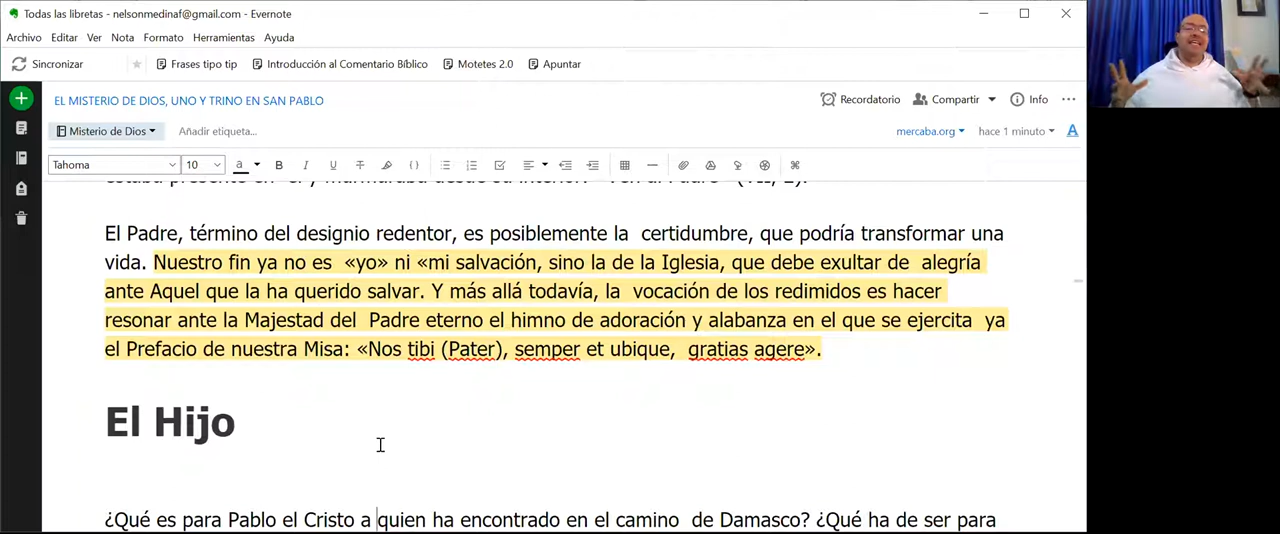 Todas las libretas - nelsonmedinaf@gmail.com - Evernote
Archivo Editar Ver Nota Formato Herramientas Ayuda
Sincronizar Frases tipo tip Introducción al Comentario Bíblico Motetes 2.0 Apuntar
EL MISTERIO DE DIOS, UNO Y TRINO EN SAN PABLO Recordatorio Compartir Info
Misterio de Dios Añadir etiqueta... mercaba.org hace 1 minuto A
Tahoma 10 a B I U
El Padre, término del designio redentor, es posiblemente la certidumbre, que podría transformar una
vida. Nuestro fin ya no es «yo» ni «mi salvación, sino la de la Iglesia, que debe exultar de alegría
ante Aquel que la ha querido salvar. Y más allá todavía, la vocación de los redimidos es hacer
resonar ante la Majestad del Padre eterno el himno de adoración y alabanza en el que se ejercita ya
el Prefacio de nuestra Misa: «Nos tibi (Pater), semper et ubique, gratias agere».
El Hijo
¿Qué es para Pablo el Cristo a quien ha encontrado en el camino de Damasco? ¿Qué ha de ser para